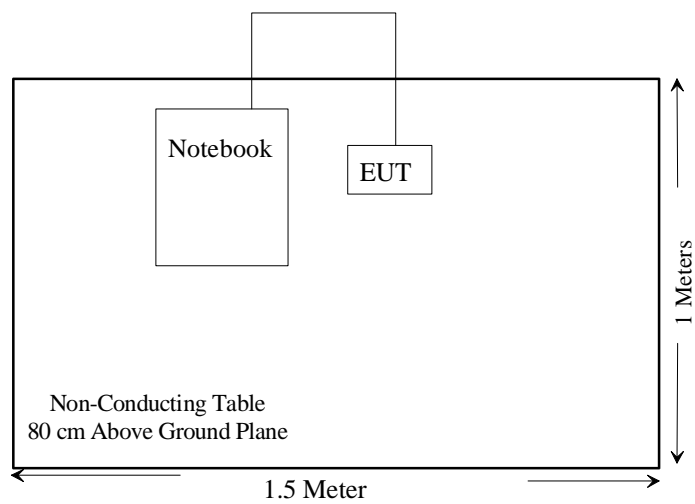 Notebook
EUT
1 Meters
Non-Conducting Table
80 cm Above Ground Plane
1.5 Meter